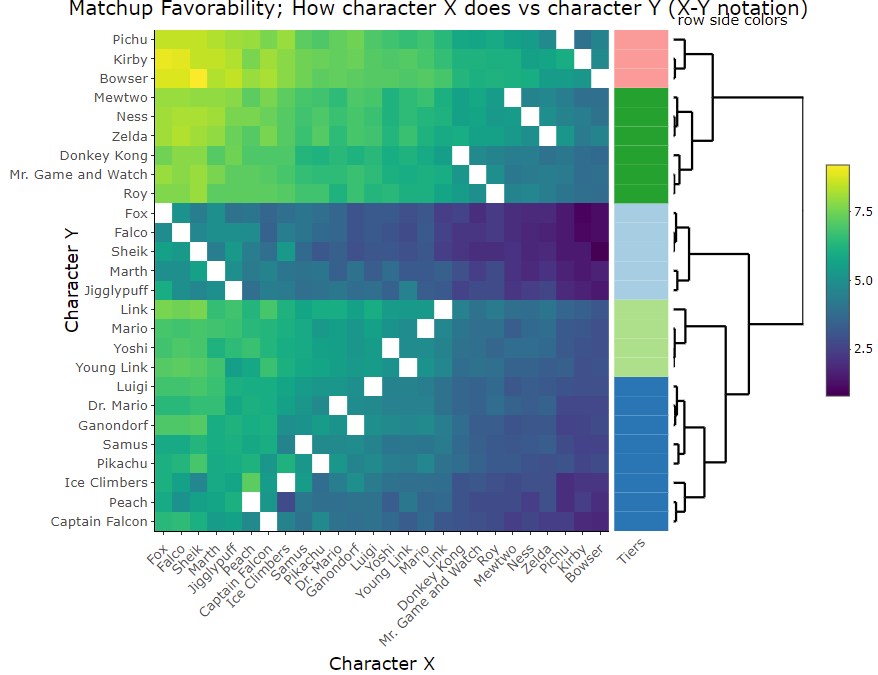 Matchup Favorability; How character X does vs character Y (X-Y notation)
row side colors
Pichu
Kirby
Bowser
Mewtwo
Ness
Zelda
Donkey Kong
Mr. Game and Watch
Roy
Fox
Falco
Sheik
Marth
Jigglypuff
Link
Mario
Yoshi
Young Link
Luigi
Dr. Mario
Ganondorf
Samus
Pikachu
Ice Climbers
Peach
Captain Falcon
Character Y
7.5
5.0
2.5
Fox
Falco
Sheik
Marth
Jigglypuff
Peach
Captain Falcon
Ice Climbers
Samus
Pikachu
Dr. Mario
Ganondorf
Luigi
Yoshi
Young Link
Mario
Link
Donkey Kong
Mr. Game and Watch
Roy
Mewtwo
Ness
Zelda
Pichu
Kirby
Bowser
Tiers
Character X